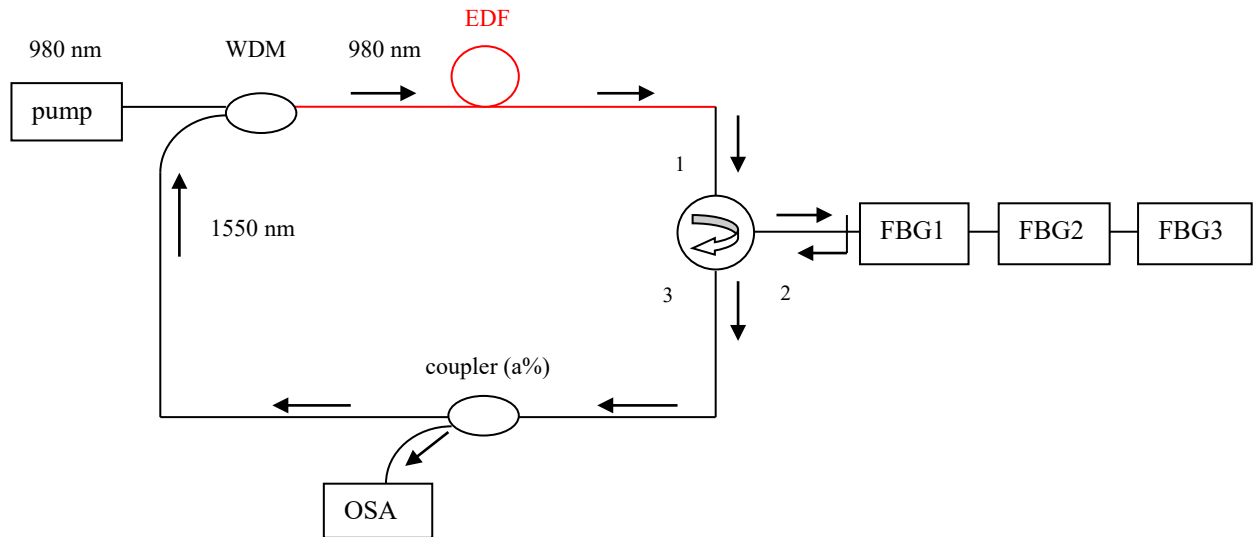 EDF
980 nm
WDM
980 nm
pump
1
1550 nm
FBG1
FBG2
FBG3
3
2
coupler (a%)
OSA